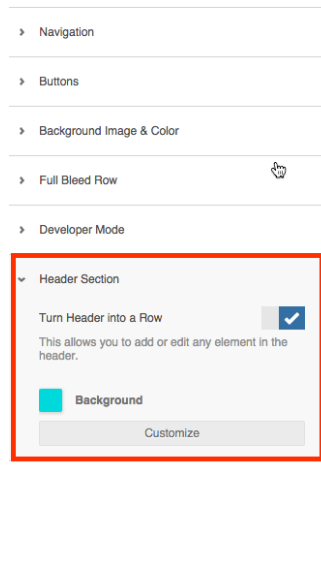 Navigation
Buttons
Background Image & Color
Full Bleed Row
Developer Mode
Header Section
Turn Header into a Row
This allows you to add or edit any element in the
header.
Background
Customize